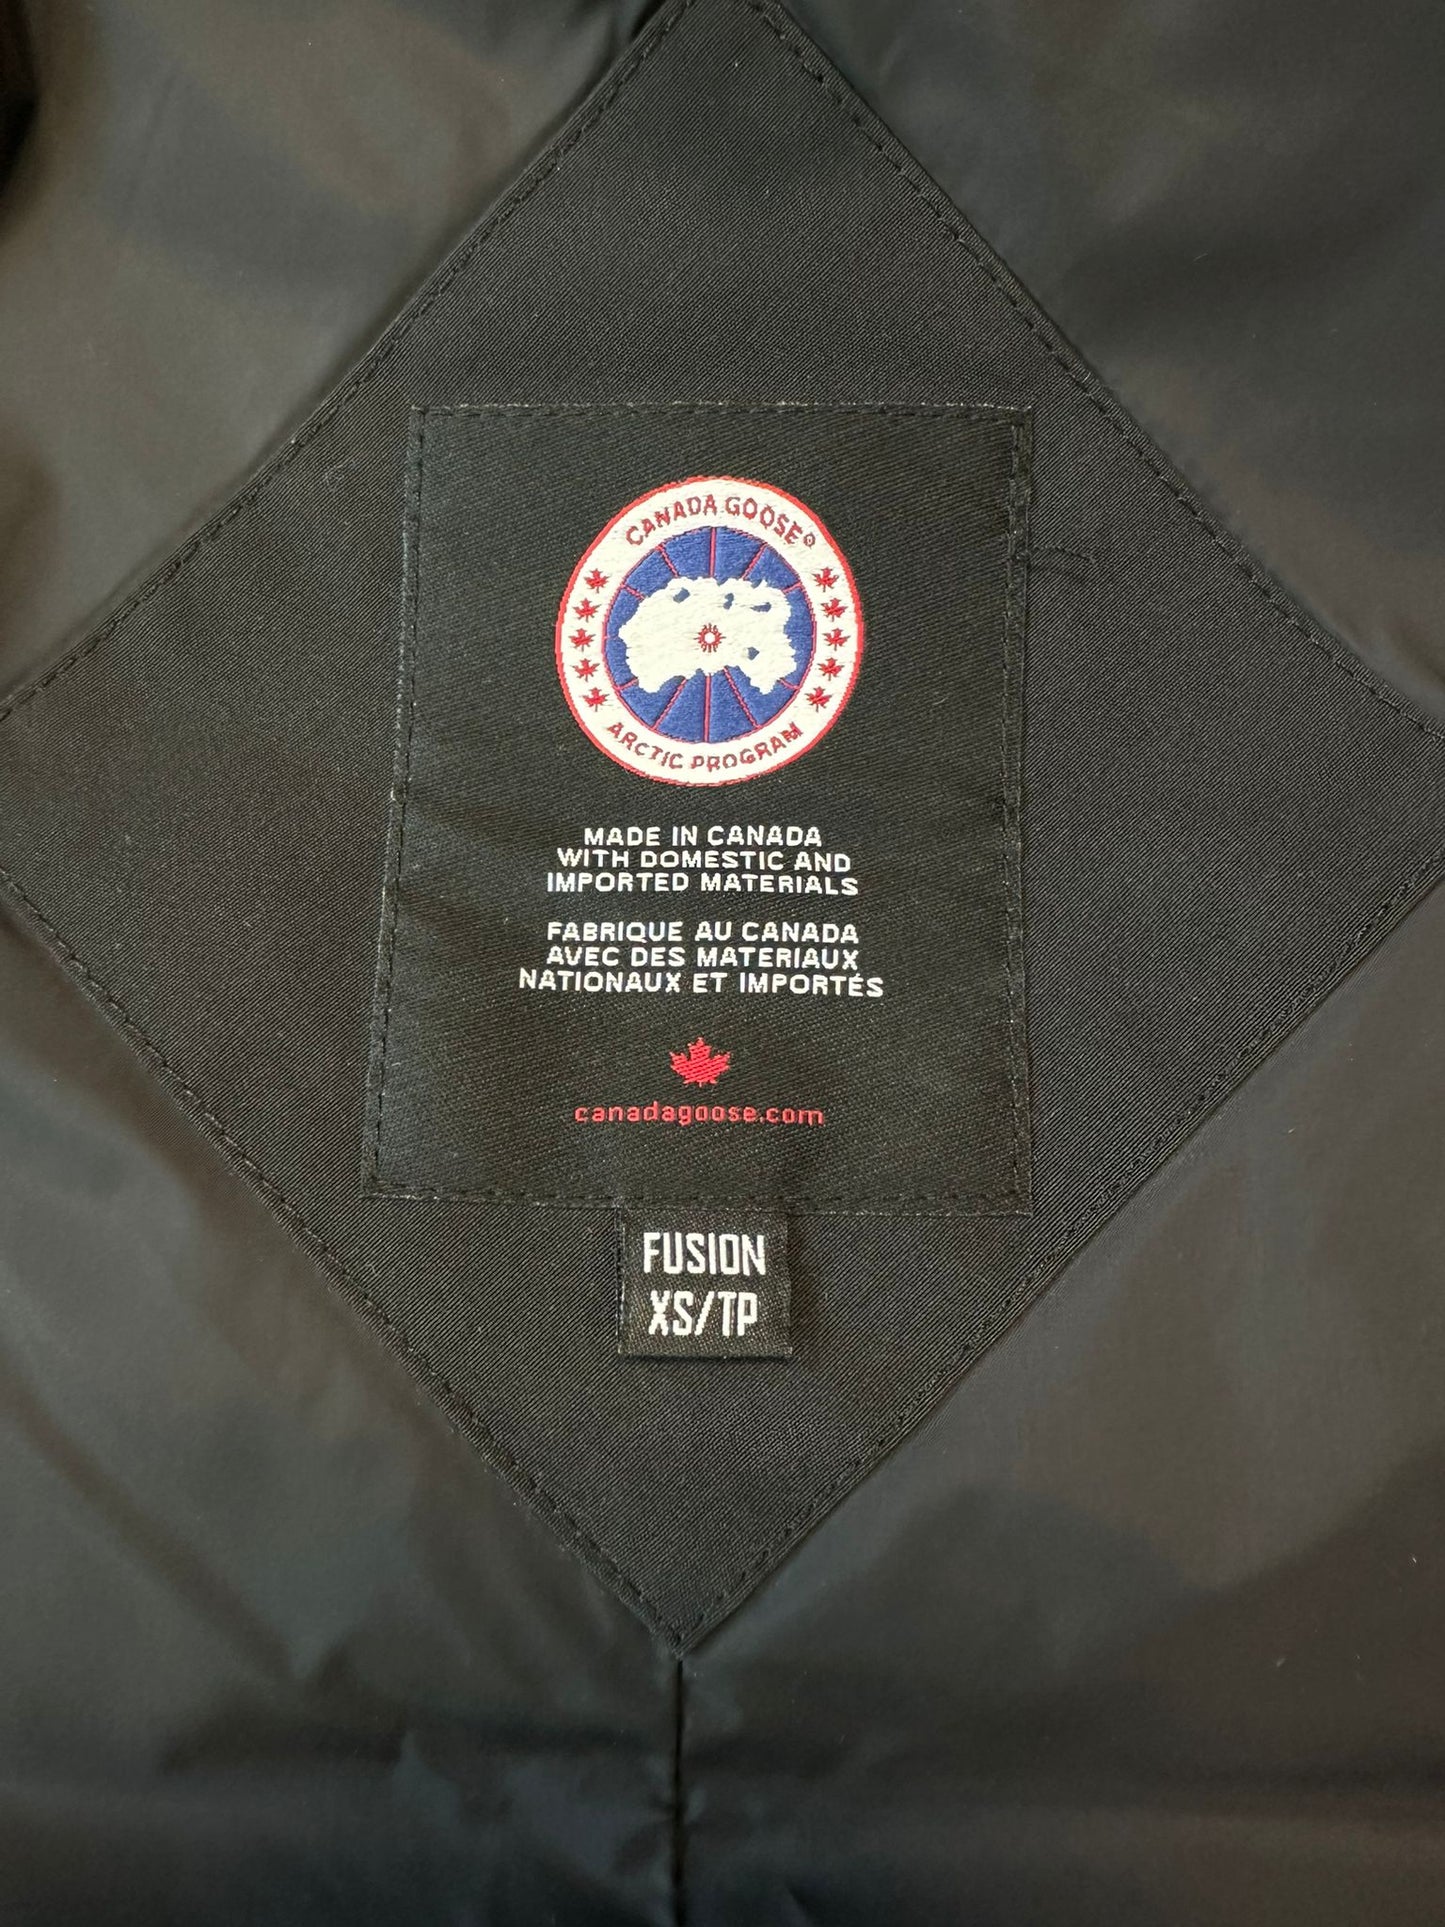 CANADA GOOSE
ARCTIC PROGRAM
MADE IN CANADA
WITH DOMESTIC AND
IMPORTED MATERIALS
FABRIQUE AU CANADA
AVEC DES MATERIAUX
NATIONAUX ET IMPORTÉS
canadagoose.com
FUSION
XS/TP